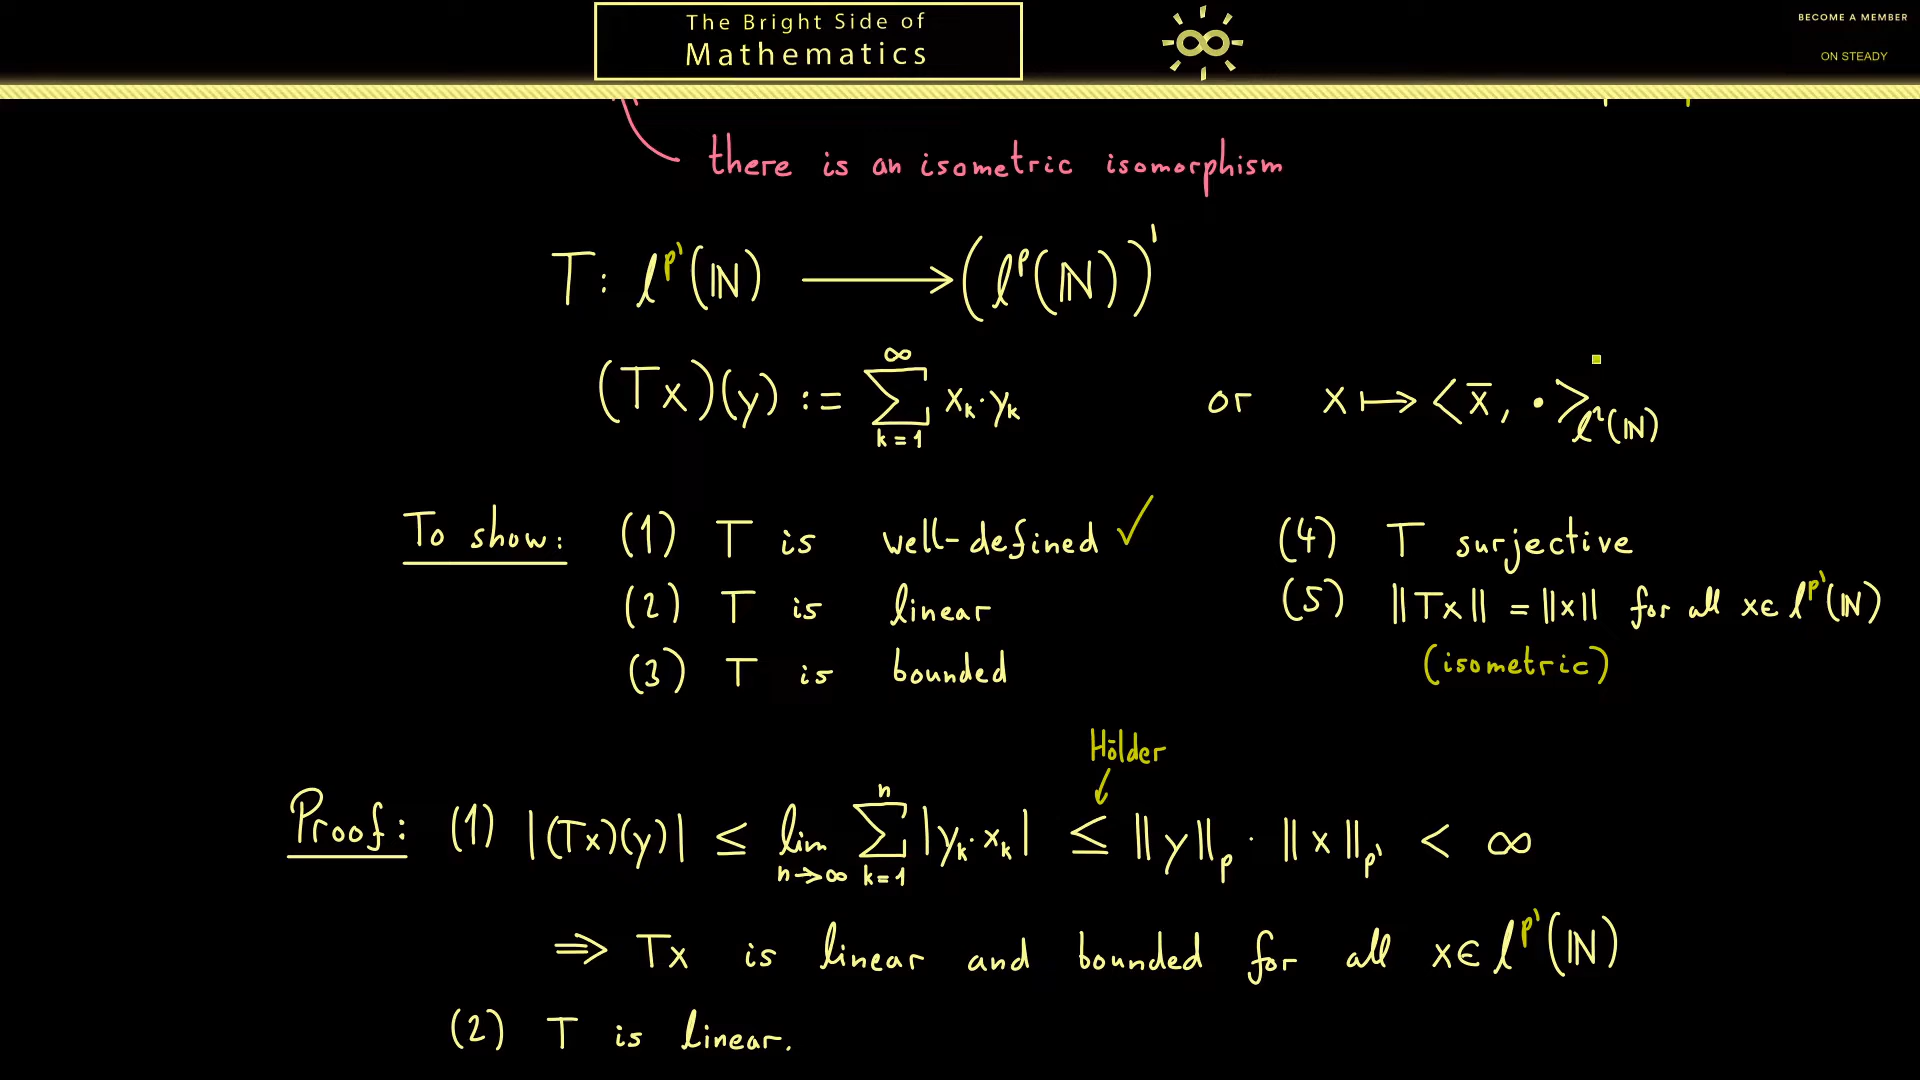 The Bright Side of
Mathematics
BECOME A MEMBER
ON STEADY
there is an isometric isomorphism
T: ℓ^{p'}(ℕ) ⟶ (ℓ^p(ℕ))'
(Tx)(y) := ∑_{k=1}^{∞} x_k · y_k or x ↦ <x̄, •>_{ℓ²(ℕ)}
To show: (1) T is well-defined ✓ (4) T surjective
(2) T is linear (5) ‖Tx‖ = ‖x‖ for all x∈ ℓ^{p'}(ℕ)
(3) T is bounded (isometric)
Hölder
Proof: (1) |(Tx)(y)| ≤ lim_{n→∞} ∑_{k=1}^{n} |y_k · x_k| ≤ ‖y‖_p · ‖x‖_{p'} < ∞
⇒ Tx is linear and bounded for all x∈ ℓ^{p'}(ℕ)
(2) T is linear.